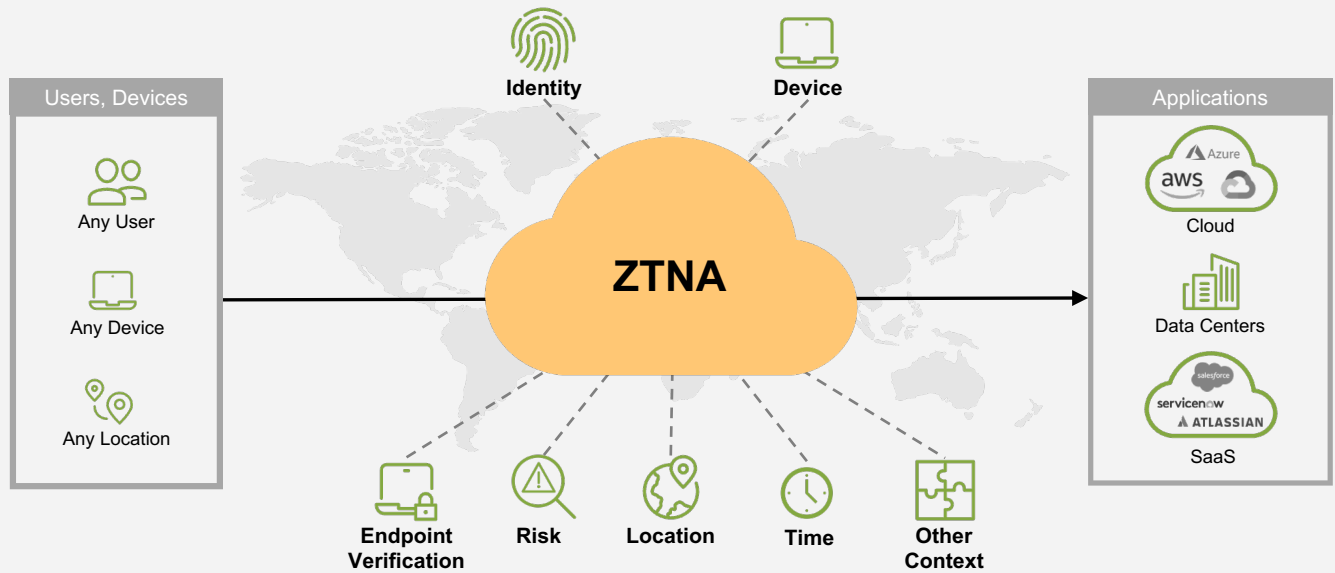 Identity
Device
Users, Devices
Any User
Any Device
Any Location
ZTNA
Applications
Azure
aws
Cloud
Data Centers
salesforce
servicenow
ATLASSIAN
SaaS
Endpoint
Verification
Risk
Location
Time
Other
Context